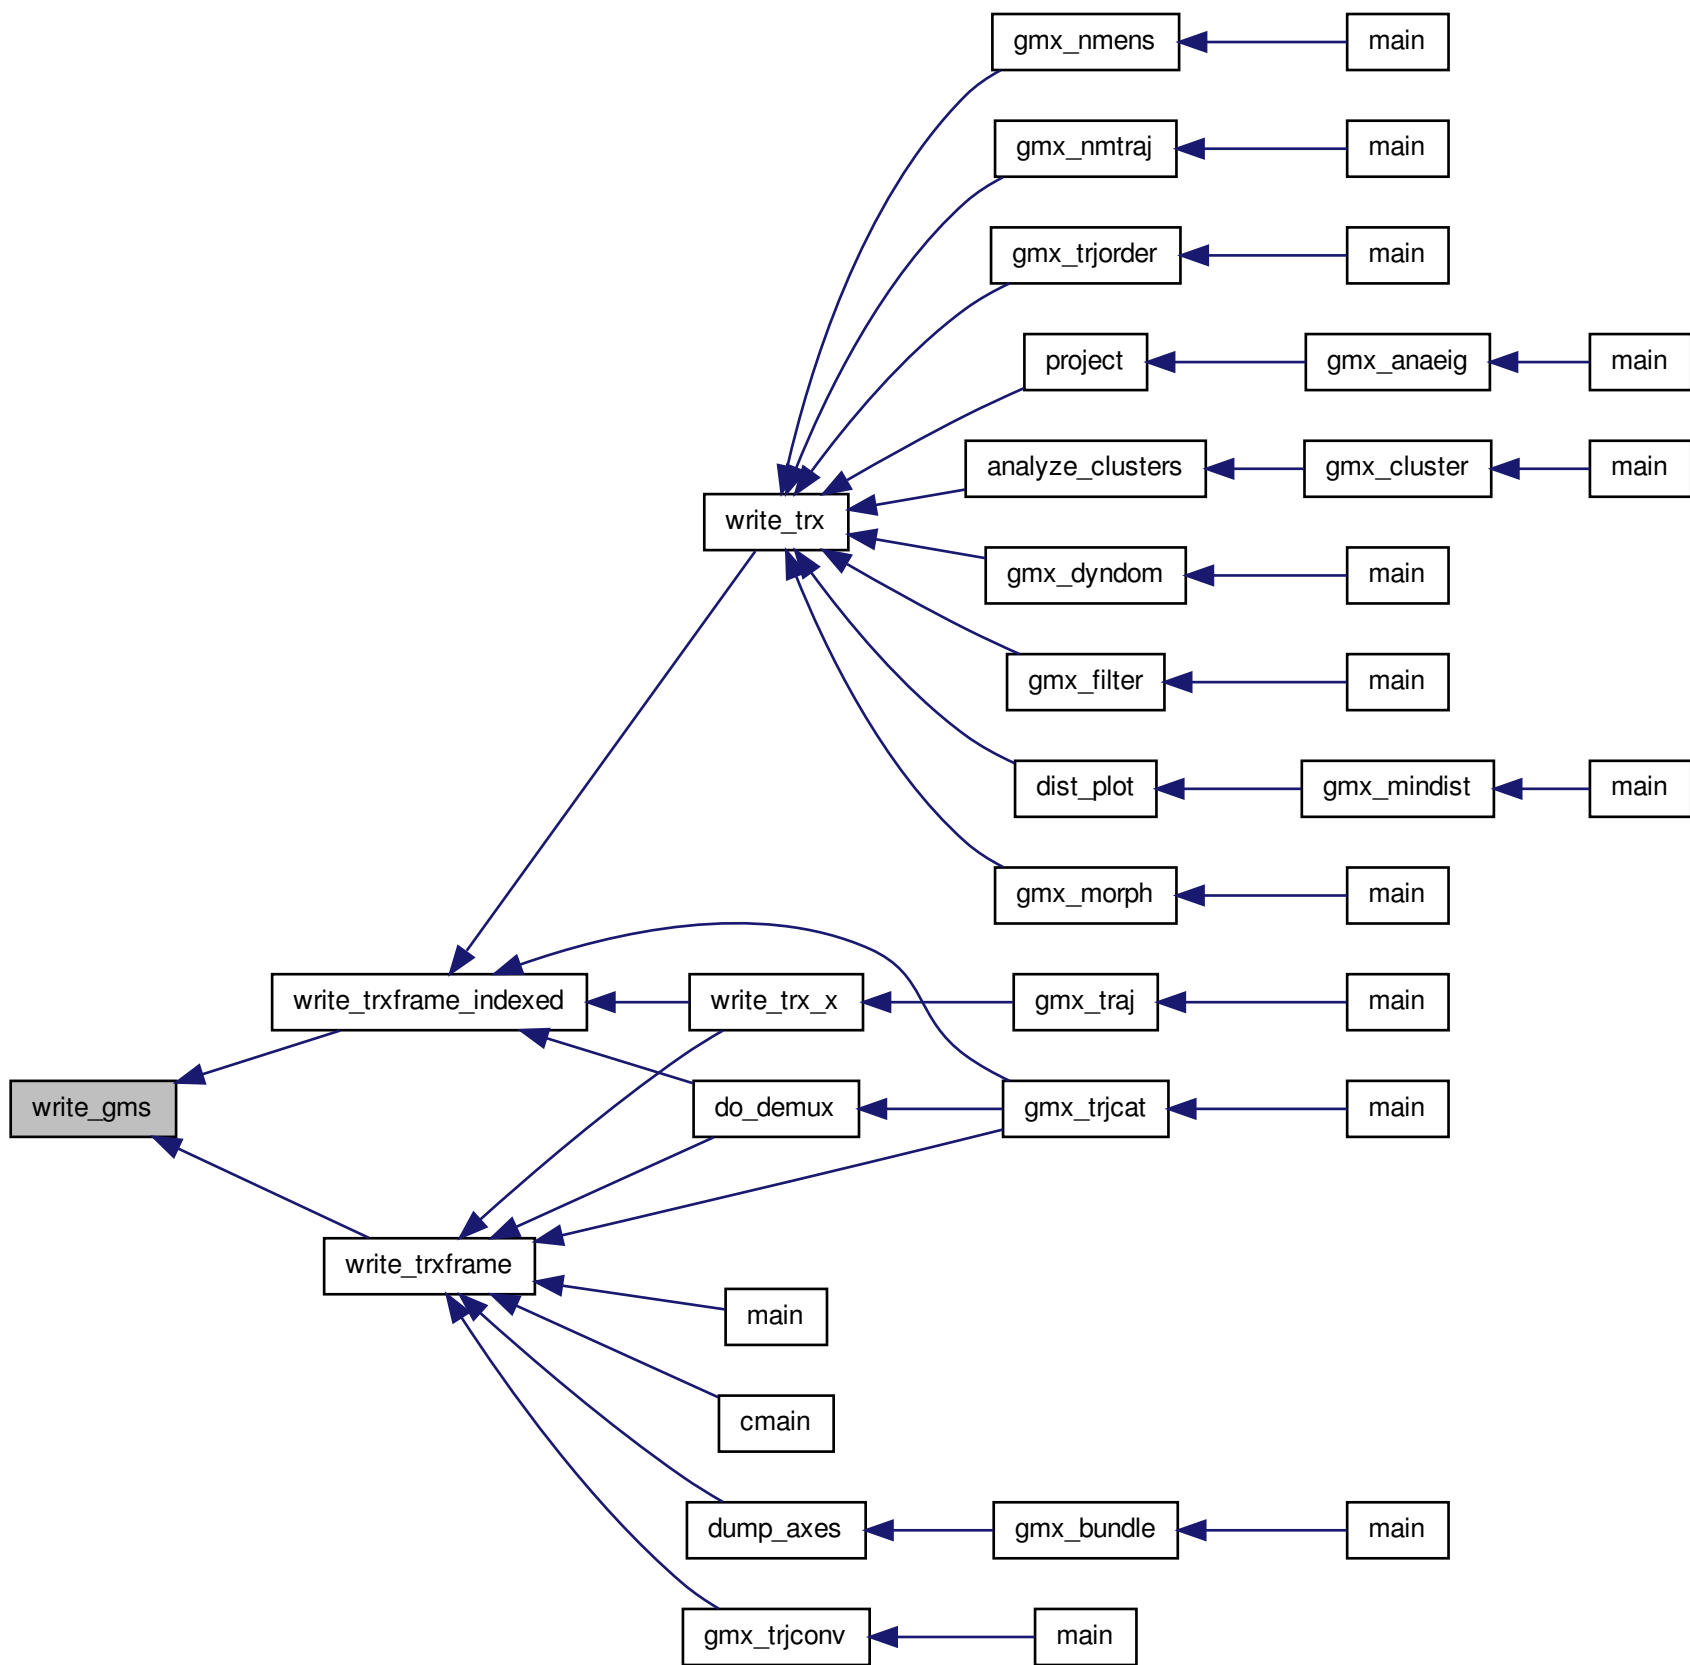 gmx_nmens
main
gmx_nmtraj
main
gmx_trjorder
main
project
gmx_anaeig
main
analyze_clusters
gmx_cluster
main
write_trx
gmx_dyndom
main
gmx_filter
main
dist_plot
gmx_mindist
main
gmx_morph
main
write_trxframe_indexed
write_trx_x
gmx_traj
main
write_gms
do_demux
gmx_trjcat
main
write_trxframe
main
cmain
dump_axes
gmx_bundle
main
gmx_trjconv
main